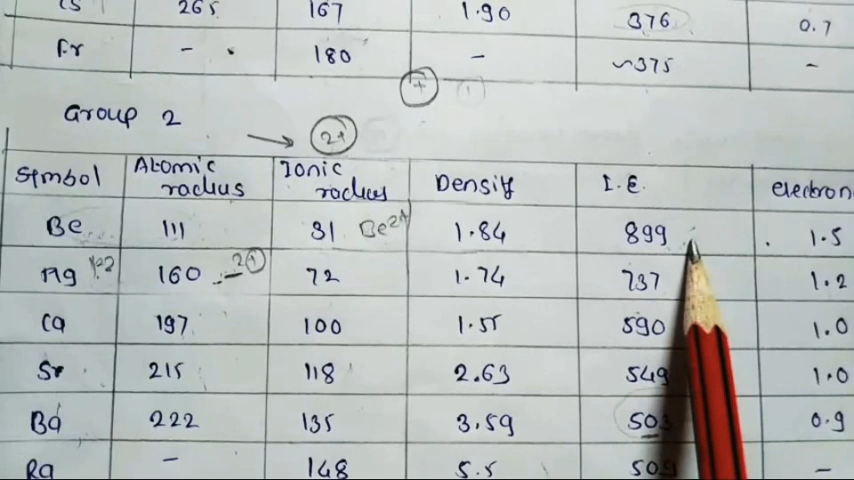 Cs 265 167 1.90 376 0.7
Fr - 180 - ~375 -
+
Group 2 → 2+
Symbol Atomic radius Ionic radius Density I.E. electron
Be 111 31 Be2+ 1.84 899 1.5
Mg 160 72 1.74 737 1.2
Ca 197 100 1.55 590 1.0
Sr 215 118 2.63 549 1.0
Ba 222 135 3.59 503 0.9
Ra - 148 5.5 509 -